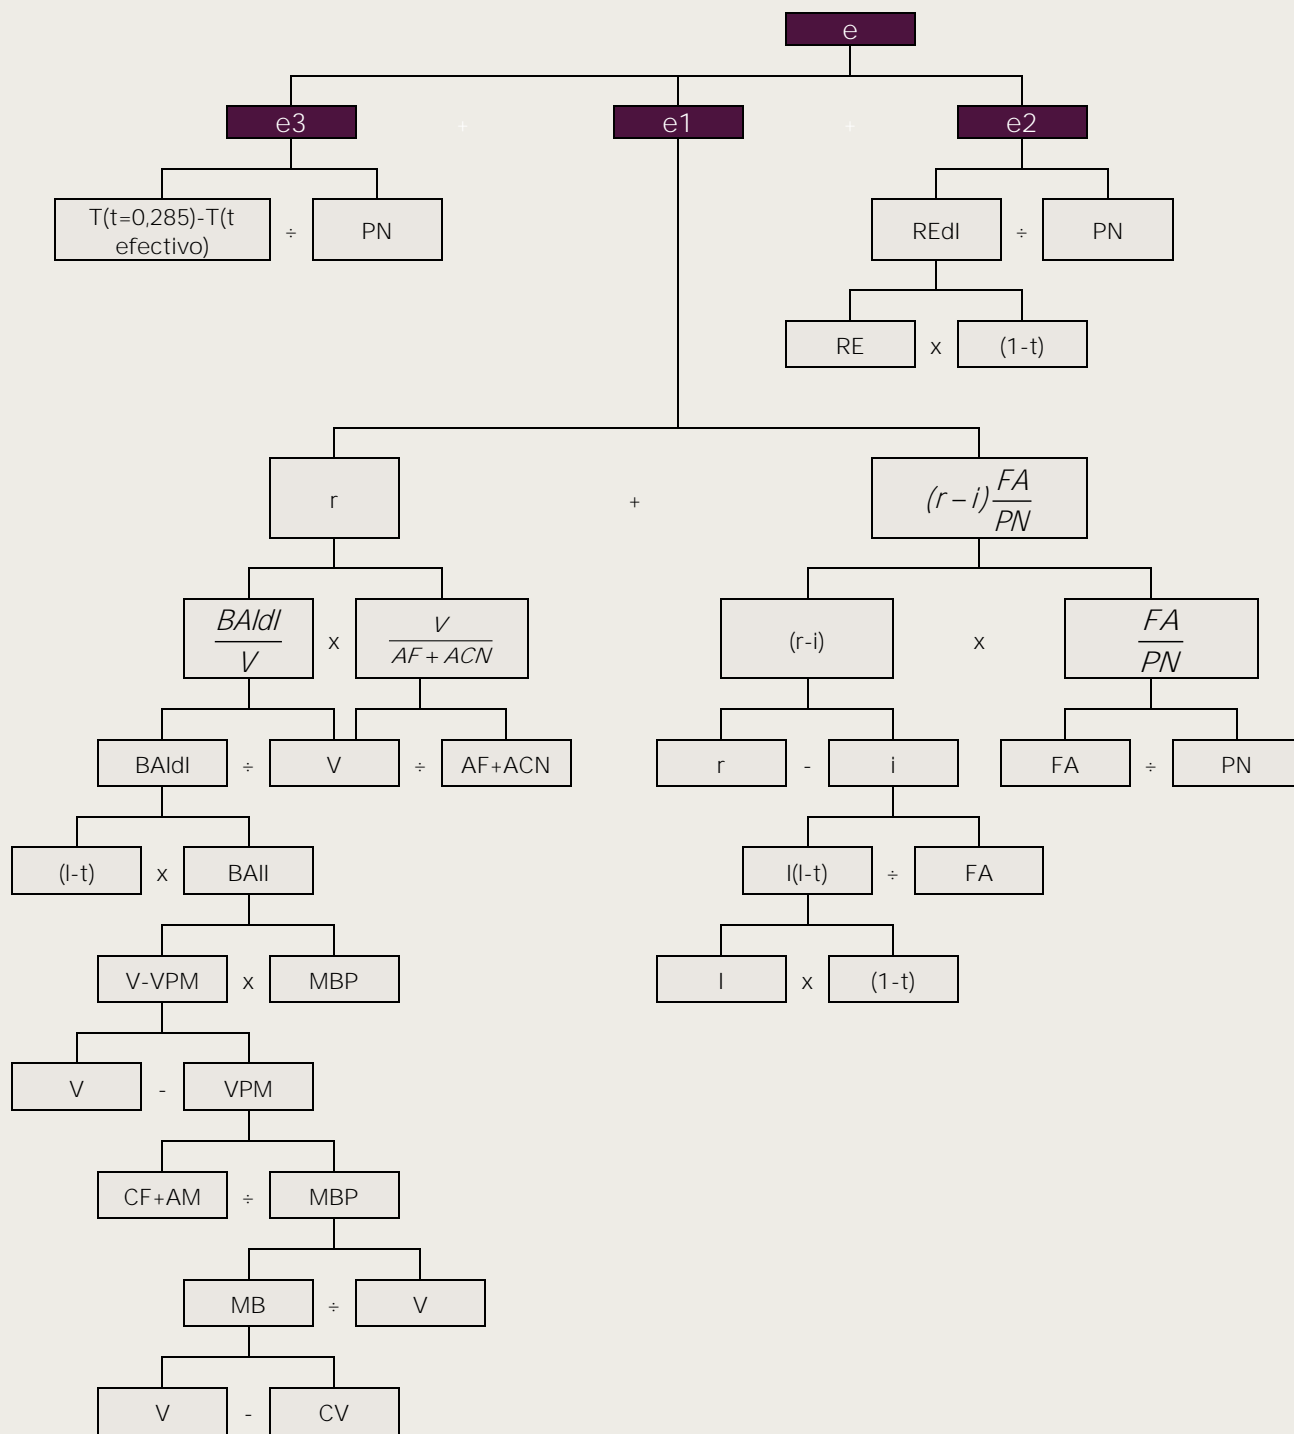 e
e3 + e1 + e2
T(t=0,285)-T(t
efectivo)
÷ PN REdI ÷ PN
RE x (1-t)
r + (r – i) FA
PN
BAIdI
V
x
V
AF + ACN
(r-i) x
FA
PN
BAIdI ÷ V ÷ AF+ACN r - i FA ÷ PN
(I-t) x BAII I(I-t) ÷ FA
V-VPM x MBP I x (1-t)
V - VPM
CF+AM ÷ MBP
MB ÷ V
V - CV